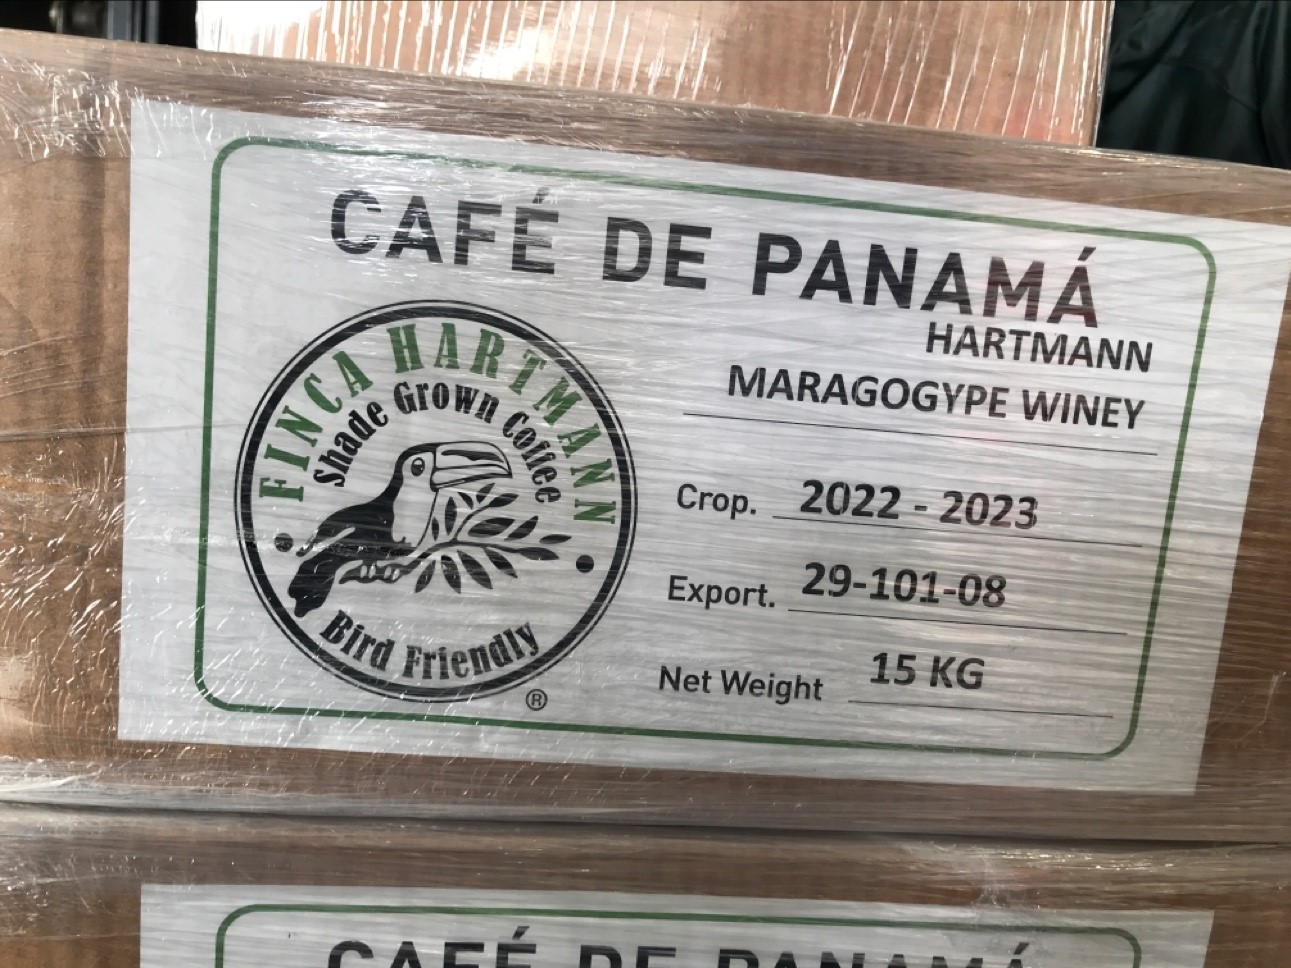 CAFÉ DE PANAMÁ
FINCA HARTMANN
Shade Grown Coffee
Bird Friendly
®
HARTMANN
MARAGOGYPE WINEY
Crop. 2022 - 2023
Export. 29-101-08
Net Weight 15 KG
CAFÉ DE PANAMÁ